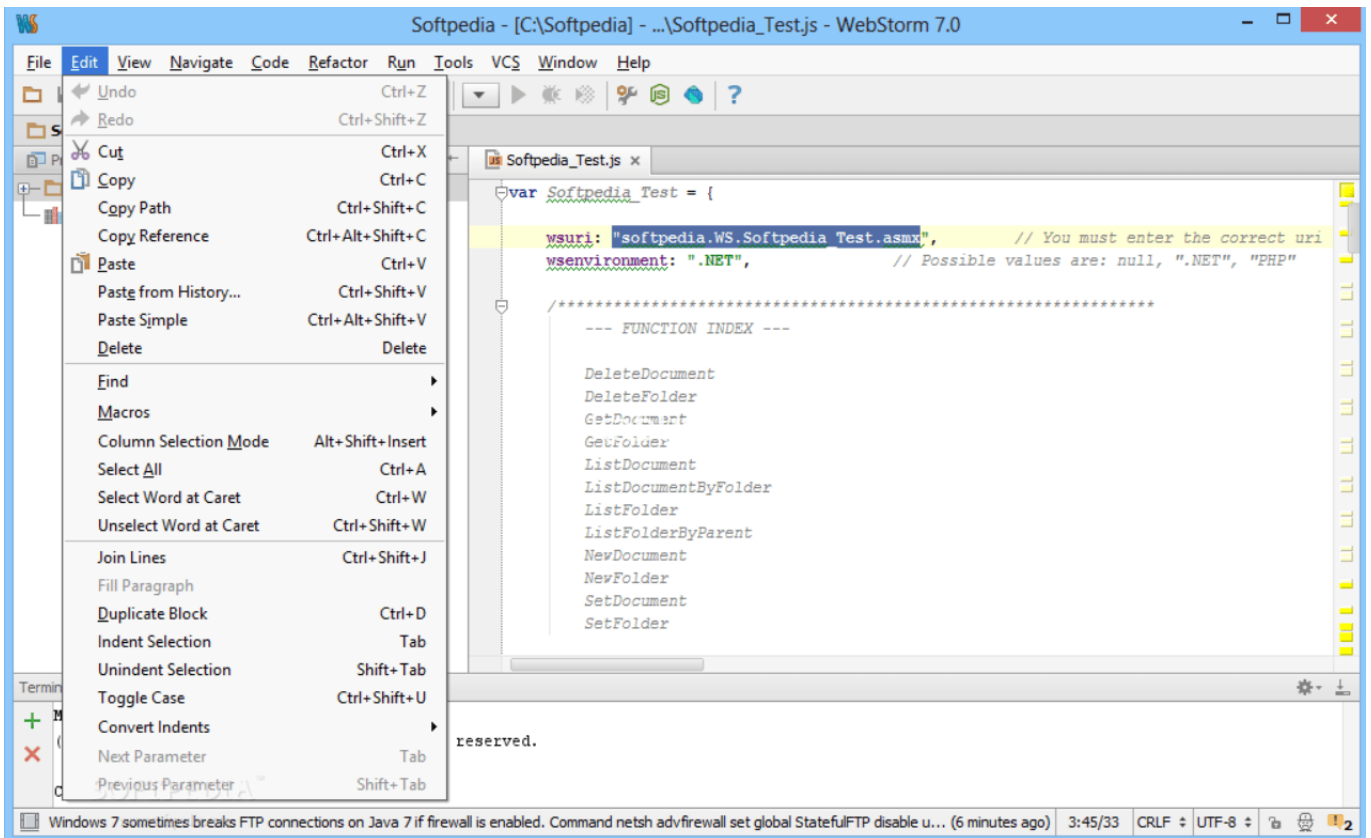 Softpedia - [C:\Softpedia] - ...\Softpedia_Test.js - WebStorm 7.0
File Edit View Navigate Code Refactor Run Tools VCS Window Help
Undo Ctrl+Z
Redo Ctrl+Shift+Z
Cut Ctrl+X
Copy Ctrl+C
Copy Path Ctrl+Shift+C
Copy Reference Ctrl+Alt+Shift+C
Paste Ctrl+V
Paste from History... Ctrl+Shift+V
Paste Simple Ctrl+Alt+Shift+V
Delete Delete
Find
Macros
Column Selection Mode Alt+Shift+Insert
Select All Ctrl+A
Select Word at Caret Ctrl+W
Unselect Word at Caret Ctrl+Shift+W
Join Lines Ctrl+Shift+J
Fill Paragraph
Duplicate Block Ctrl+D
Indent Selection Tab
Unindent Selection Shift+Tab
Toggle Case Ctrl+Shift+U
Convert Indents
Next Parameter Tab
Previous Parameter Shift+Tab
SOFTPEDIA
Softpedia_Test.js
var Softpedia_Test = {
wsuri: "softpedia.WS.Softpedia_Test.asmx", // You must enter the correct uri
wsenvironment: ".NET", // Possible values are: null, ".NET", "PHP"
/****************************************************************
--- FUNCTION INDEX ---
DeleteDocument
DeleteFolder
GetDocument
GetFolder
ListDocument
ListDocumentByFolder
ListFolder
ListFolderByParent
NewDocument
NewFolder
SetDocument
SetFolder
reserved.
Windows 7 sometimes breaks FTP connections on Java 7 if firewall is enabled. Command netsh advfirewall set global StatefulFTP disable u... (6 minutes ago) 3:45/33 CRLF UTF-8 2